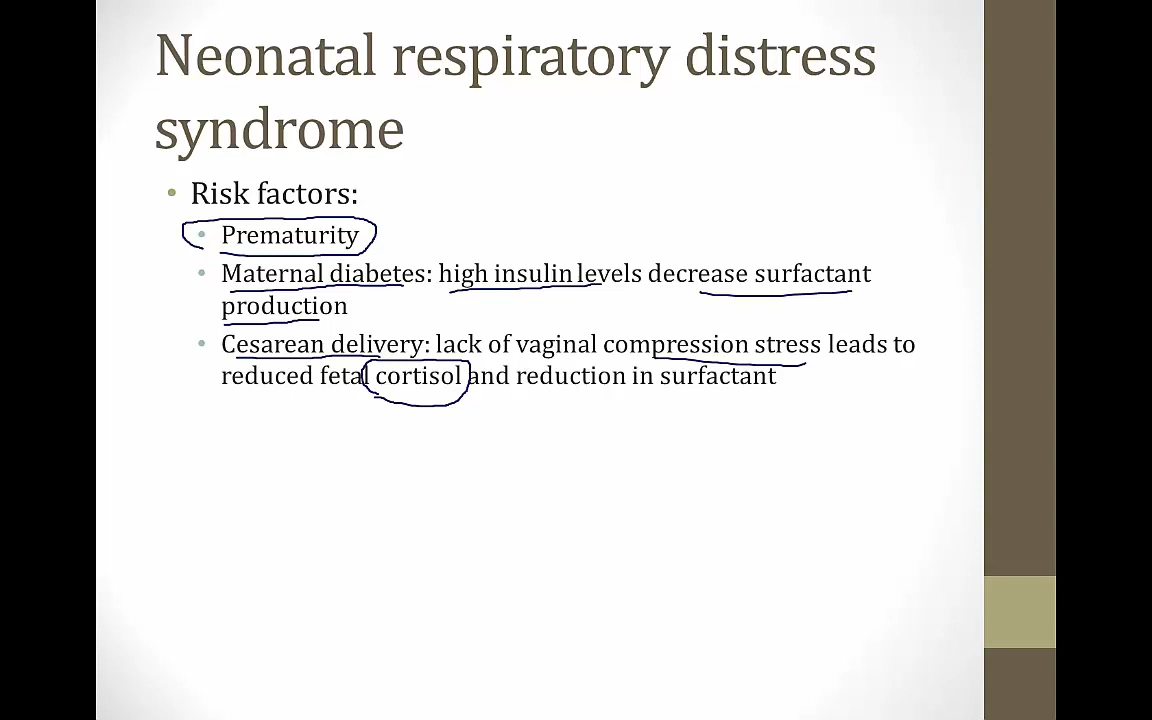 Neonatal respiratory distress
syndrome
• Risk factors:
• Prematurity
• Maternal diabetes: high insulin levels decrease surfactant
production
• Cesarean delivery: lack of vaginal compression stress leads to
reduced fetal cortisol and reduction in surfactant